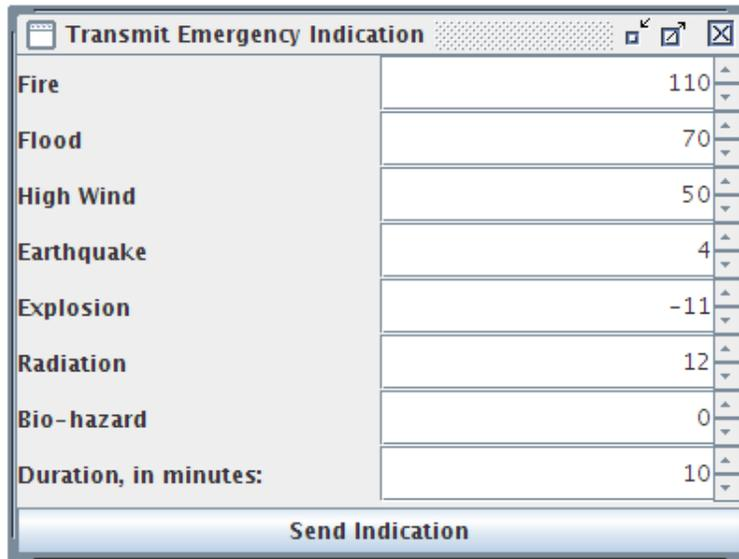 Transmit Emergency Indication
Fire 110
Flood 70
High Wind 50
Earthquake 4
Explosion -11
Radiation 12
Bio-hazard 0
Duration, in minutes: 10
Send Indication